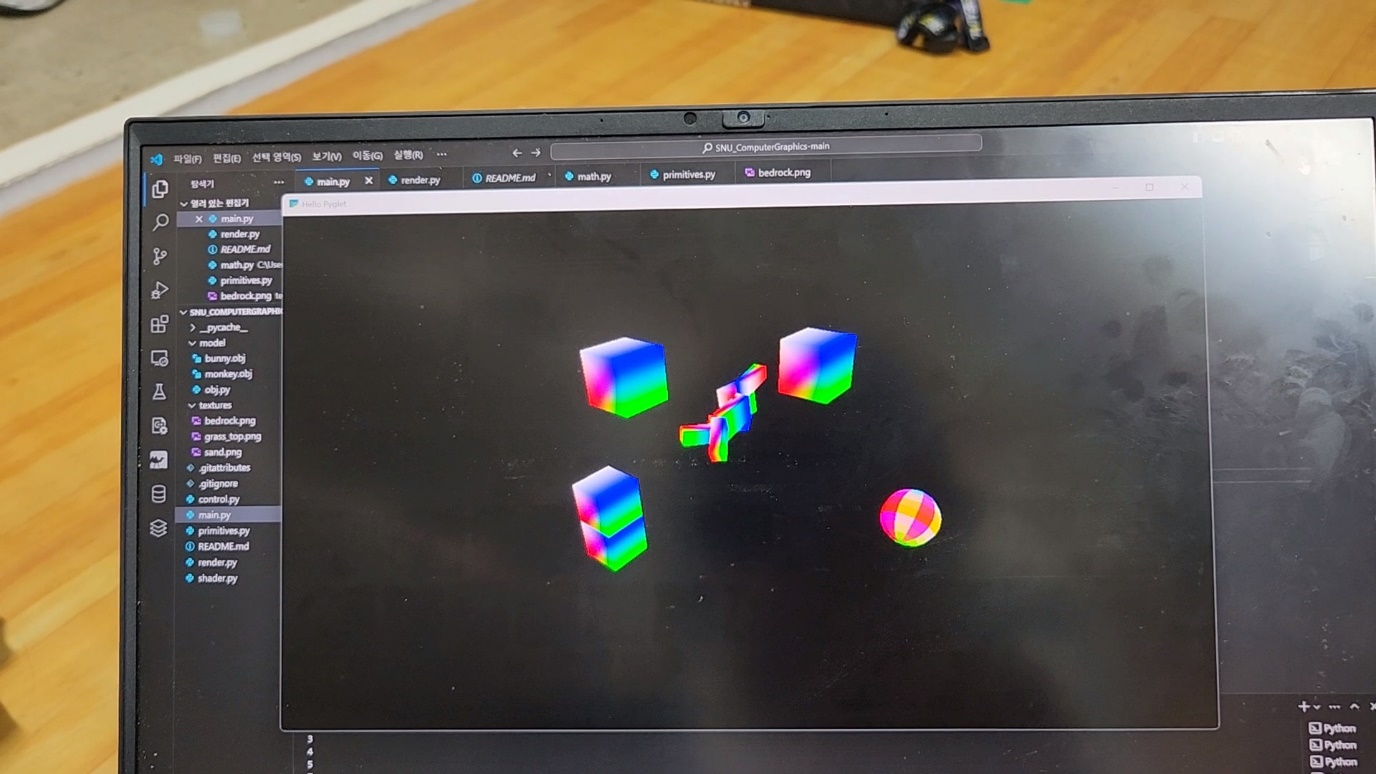 파일(F) 편집(E) 선택 영역(S) 보기(V) 이동(G) 실행(R) ···
SNU_ComputerGraphics-main
탐색기 ···
main.py render.py README.md math.py primitives.py bedrock.png
열려 있는 편집기
main.py
render.py
README.md
math.py C:\Use
primitives.py
bedrock.png te
SNU_COMPUTERGRAPHI
__pycache__
model
bunny.obj
monkey.obj
obj.py
textures
bedrock.png
grass_top.png
sand.png
.gitattributes
.gitignore
control.py
main.py
primitives.py
README.md
render.py
shader.py
Hello Pyglet
3
4
5
Python
Python
Python